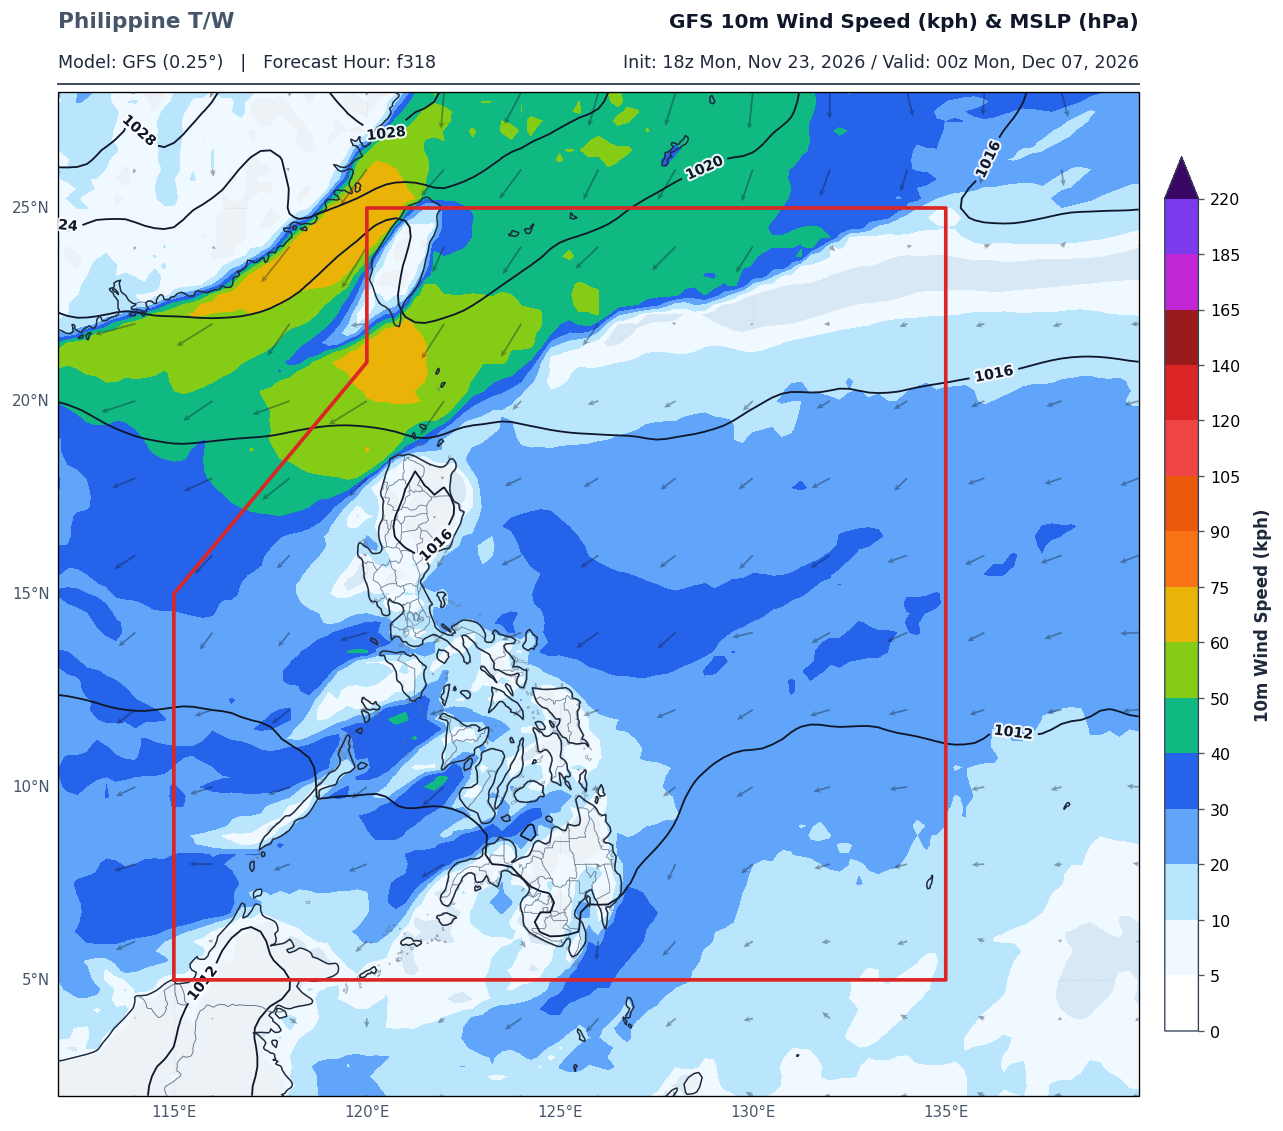 Philippine T/W
GFS 10m Wind Speed (kph) & MSLP (hPa)
Model: GFS (0.25°)   |   Forecast Hour: f318
Init: 18z Mon, Nov 23, 2026 / Valid: 00z Mon, Dec 07, 2026
1028
1028
1020
1016
24
1016
1016
1012
1012
25°N
20°N
15°N
10°N
5°N
115°E
120°E
125°E
130°E
135°E
220
185
165
140
120
105
90
75
60
50
40
30
20
10
5
0
10m Wind Speed (kph)